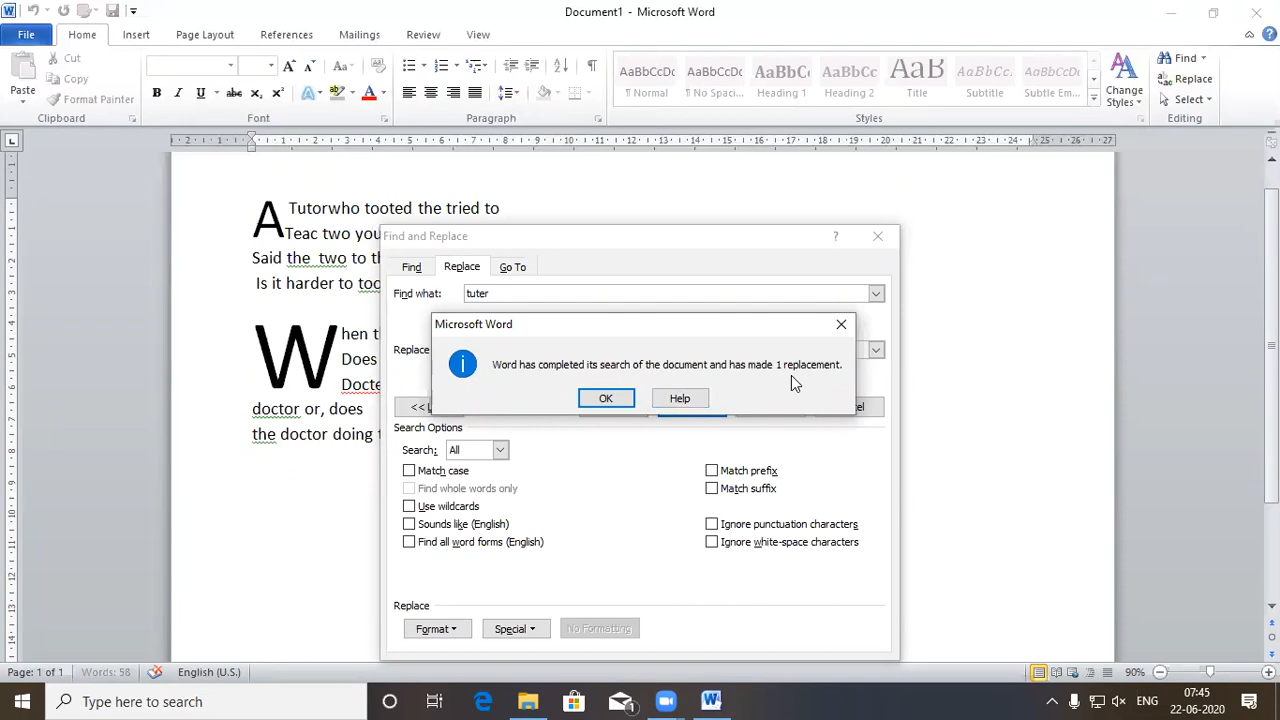 Document1 - Microsoft Word
File Home Insert Page Layout References Mailings Review View
Paste
Cut
Copy
Format Painter
Clipboard
Font
Paragraph
AaBbCcDc AaBbCcDc AaBbC AaBbCc AaB AaBbCcI
¶ Normal ¶ No Spaci... Heading 1 Heading 2 Title Subtitle Subtle Em...
Change
Styles
Styles
Find
Replace
Select
Editing
A Tutorwho tooted the tried to
Teac two you
Said the two to th
Is it harder to too
When t
Does
Docte
doctor or, does
the doctor doing t
Find and Replace
Find Replace Go To
Find what: tuter
Replace
Microsoft Word
Word has completed its search of the document and has made 1 replacement.
OK Help
Search Options
Search: All
Match case
Find whole words only
Use wildcards
Sounds like (English)
Find all word forms (English)
Match prefix
Match suffix
Ignore punctuation characters
Ignore white-space characters
Replace
Format Special No Formatting
Page: 1 of 1 Words: 58 English (U.S.) 90%
Type here to search
ENG
07:45
22-06-2020